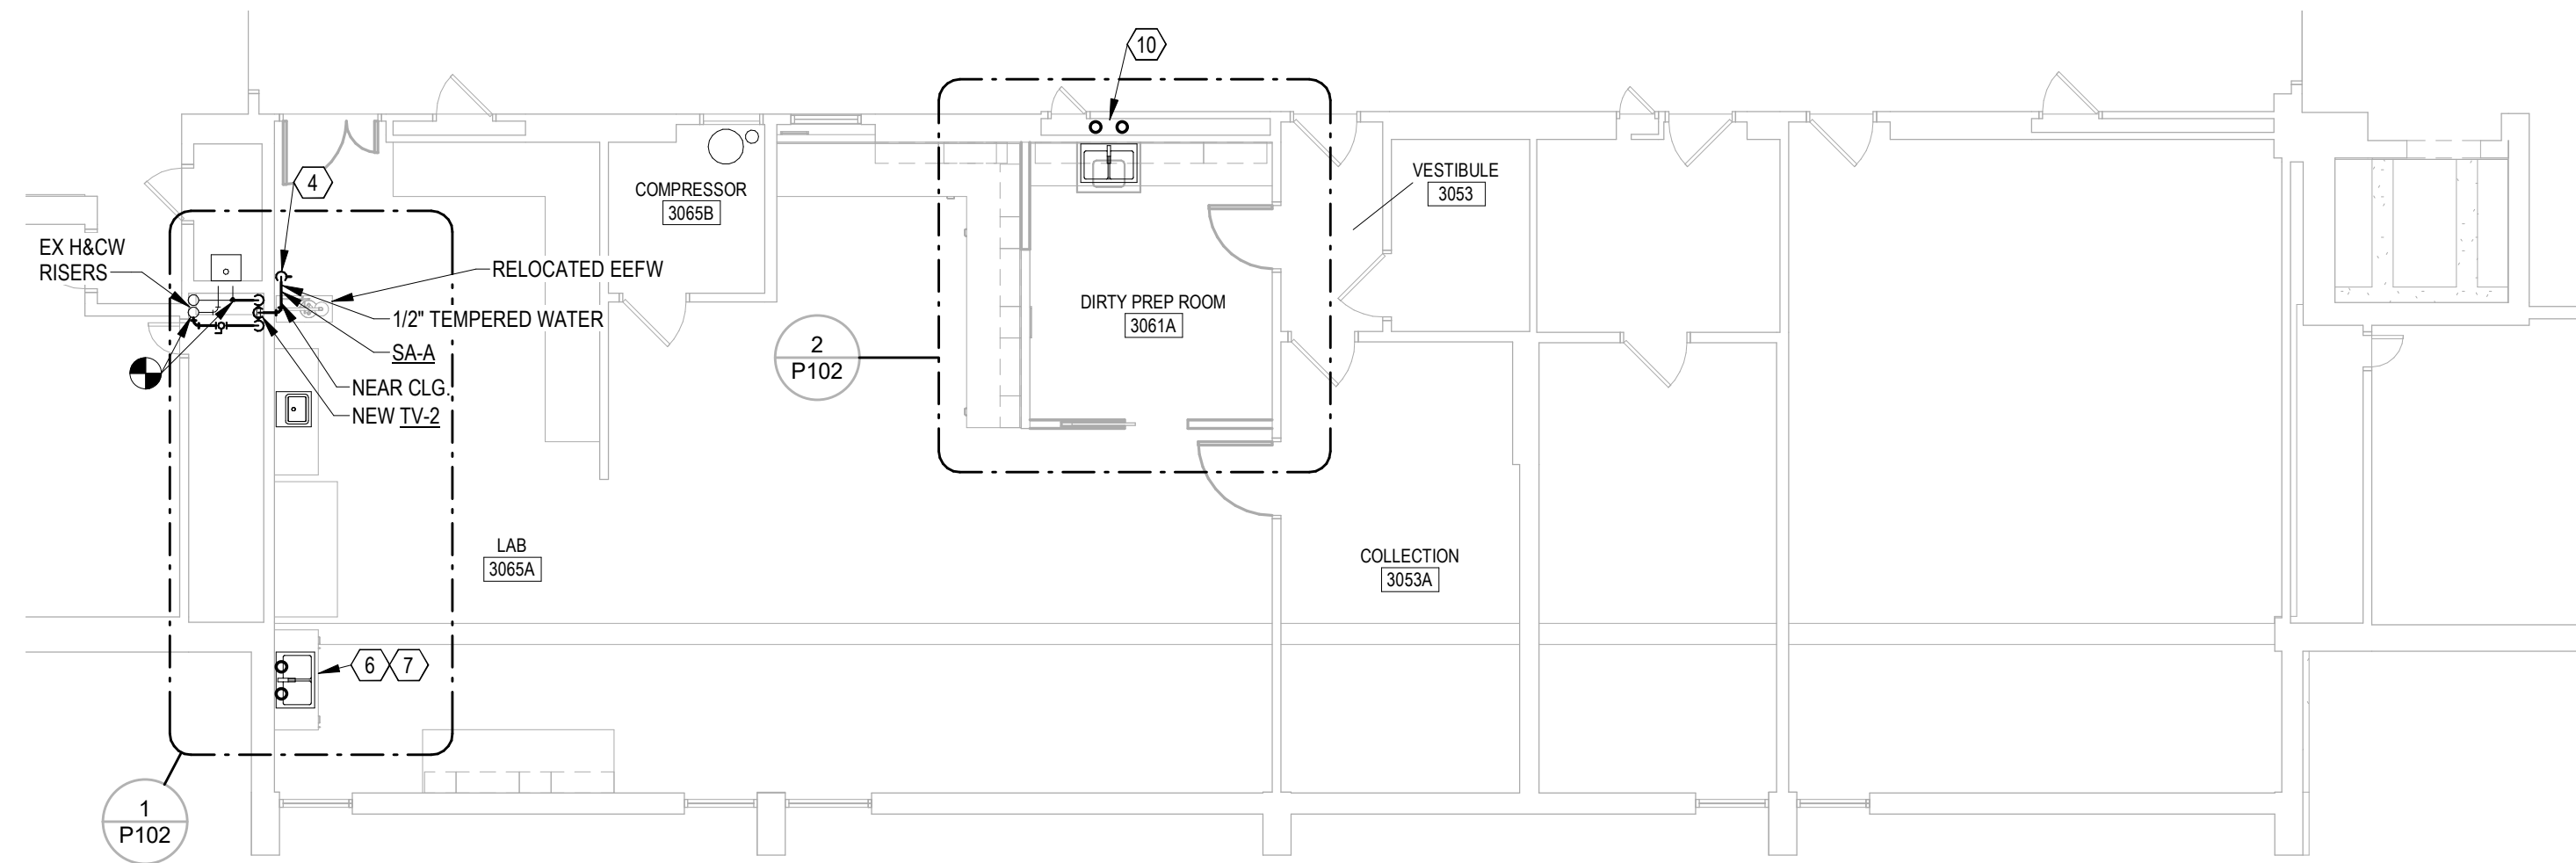 10
4
COMPRESSOR
3065B
VESTIBULE
3053
EX H&CW
RISERS
RELOCATED EEFW
1/2" TEMPERED WATER
SA-A
NEAR CLG.
NEW TV-2
DIRTY PREP ROOM
3061A
2
P102
LAB
3065A
COLLECTION
3053A
6 7
1
P102